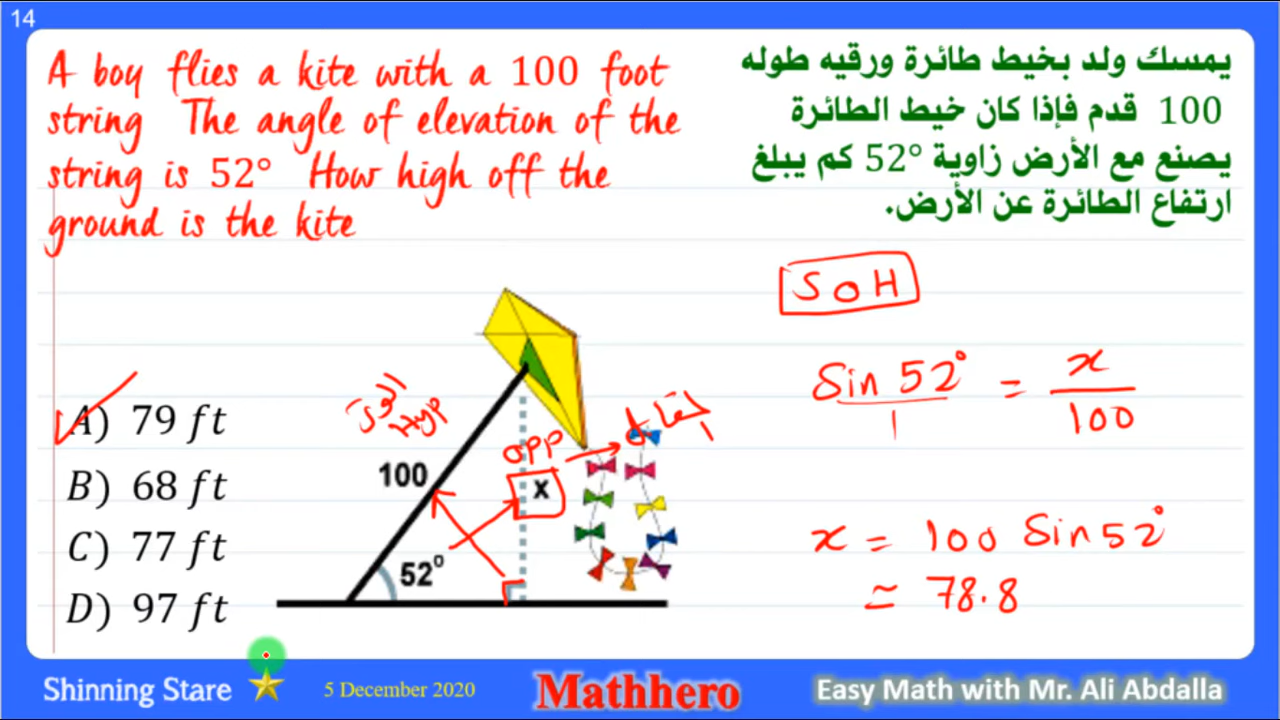 14
A boy flies a kite with a 100 foot
string The angle of elevation of the
string is 52° How high off the
ground is the kite
يمسك ولد بخيط طائرة ورقيه طوله
100 قدم فإذا كان خيط الطائرة
يصنع مع الأرض زاوية 52° كم يبلغ
ارتفاع الطائرة عن الأرض.
SOH
Sin 52° / 1 = x / 100
x = 100 Sin 52°
≈ 78.8
A) 79 ft
B) 68 ft
C) 77 ft
D) 97 ft
Hyp
opp
100
x
52°
Shinning Stare
5 December 2020
Mathhero
Easy Math with Mr. Ali Abdalla